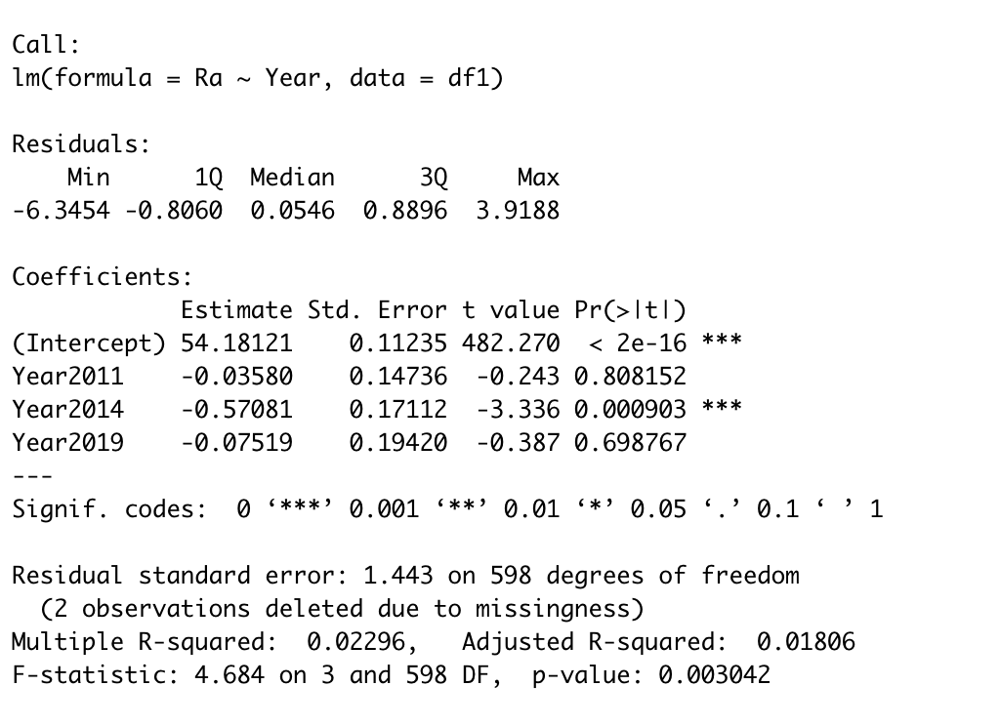 Call:
lm(formula = Ra ~ Year, data = df1)
Residuals:
    Min      1Q  Median      3Q     Max
-6.3454 -0.8060  0.0546  0.8896  3.9188
Coefficients:
            Estimate Std. Error t value Pr(>|t|)
(Intercept) 54.18121    0.11235 482.270  < 2e-16 ***
Year2011    -0.03580    0.14736  -0.243 0.808152
Year2014    -0.57081    0.17112  -3.336 0.000903 ***
Year2019    -0.07519    0.19420  -0.387 0.698767
---
Signif. codes:  0 ‘***’ 0.001 ‘**’ 0.01 ‘*’ 0.05 ‘.’ 0.1 ‘ ’ 1
Residual standard error: 1.443 on 598 degrees of freedom
  (2 observations deleted due to missingness)
Multiple R-squared:  0.02296,   Adjusted R-squared:  0.01806
F-statistic: 4.684 on 3 and 598 DF,  p-value: 0.003042